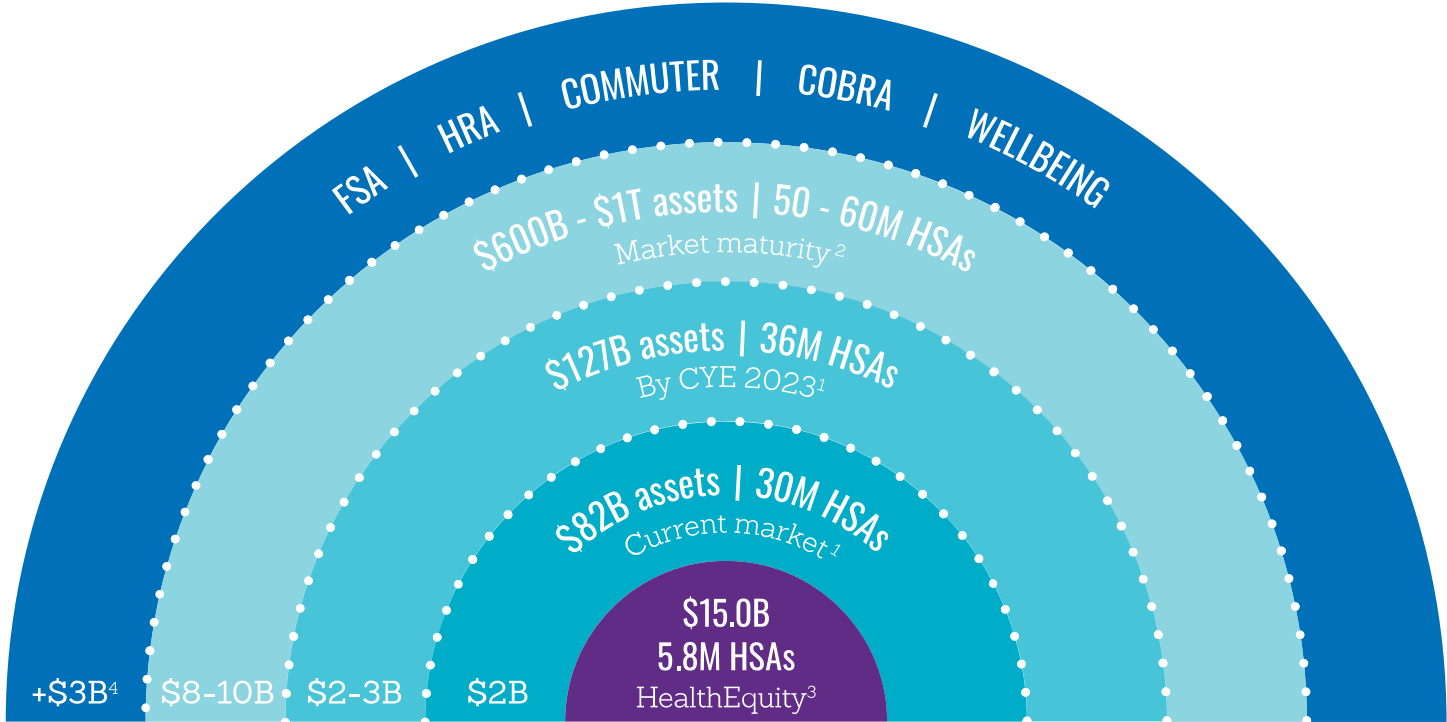 FSA | HRA | COMMUTER | COBRA | WELLBEING
$600B - $1T assets | 50 - 60M HSAs
Market maturity²
$127B assets | 36M HSAs
By CYE 2023¹
$82B assets | 30M HSAs
Current market¹
$15.0B
5.8M HSAs
HealthEquity³
+$3B⁴ $8-10B $2-3B $2B